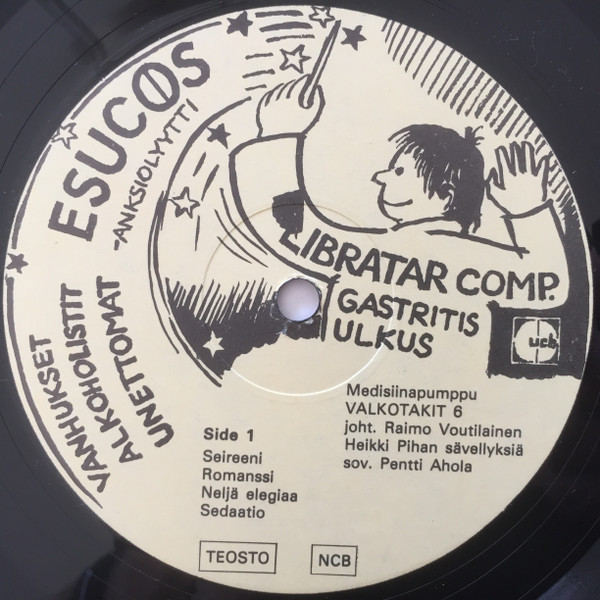 ESUCOS
-ANKSIOLYYTTI
VANHUKSET
ALKOHOLISTIT
UNETTOMAT
LIBRATAR COMP.
GASTRITIS
ULKUS
ucb
Medisiinapumppu
VALKOTAKIT 6
joht. Raimo Voutilainen
Heikki Pihan sävellyksiä
sov. Pentti Ahola
Side 1
Seireeni
Romanssi
Neljä elegiaa
Sedaatio
TEOSTO
NCB